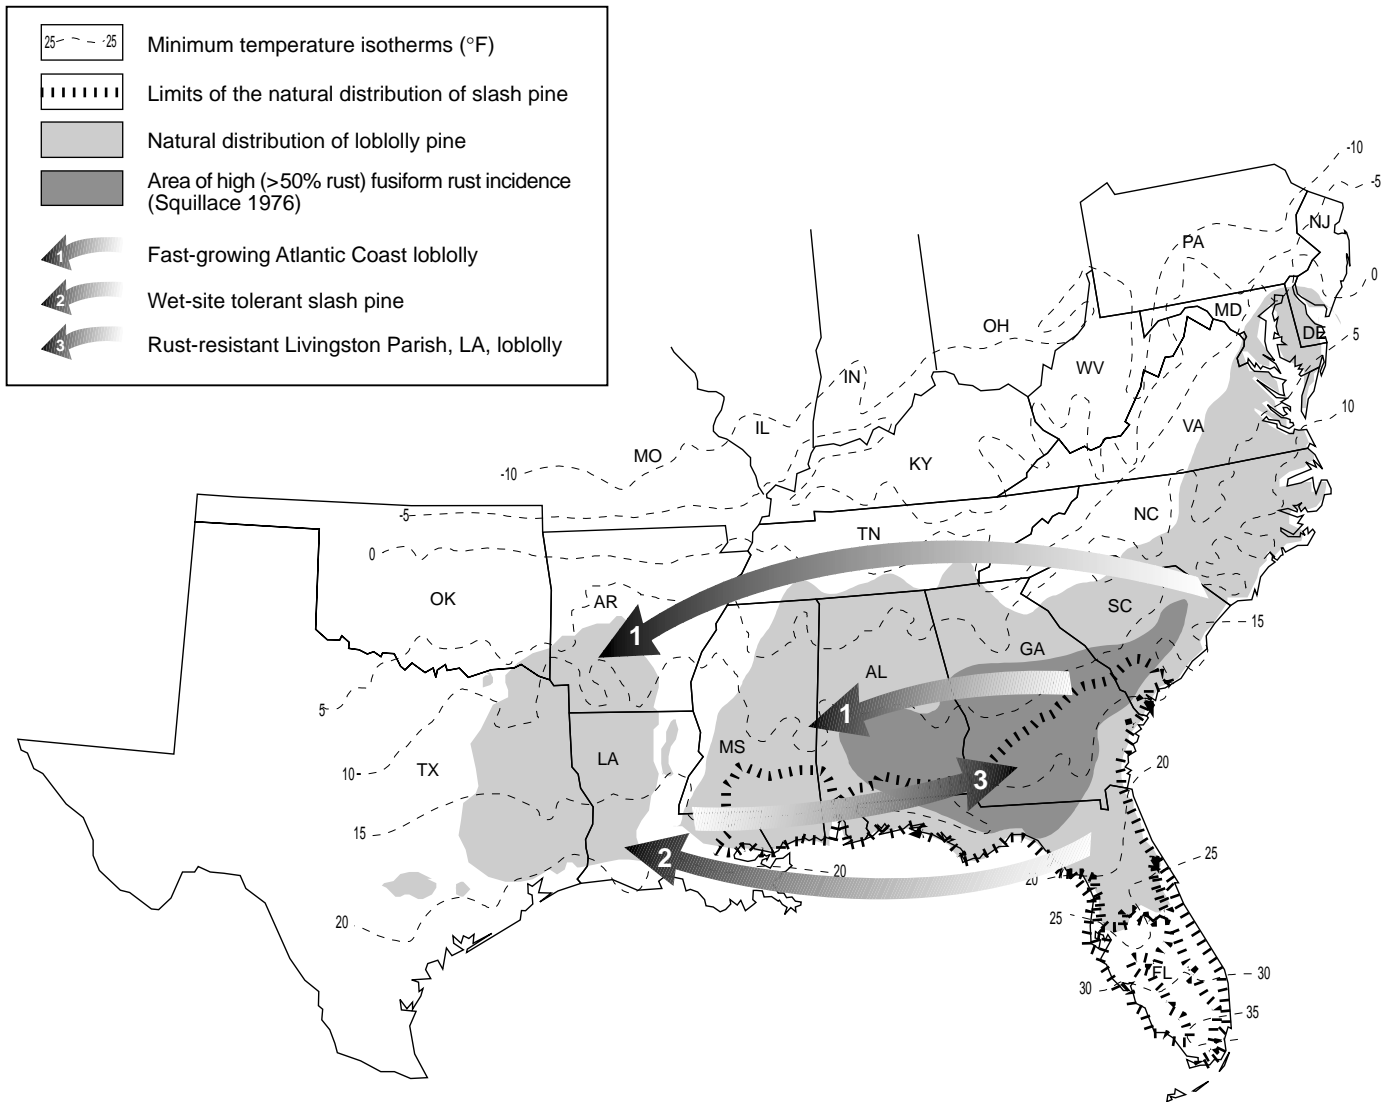 25 25
Minimum temperature isotherms (°F)
Limits of the natural distribution of slash pine
Natural distribution of loblolly pine
Area of high (>50% rust) fusiform rust incidence
(Squillace 1976)
1
Fast-growing Atlantic Coast loblolly
2
Wet-site tolerant slash pine
3
Rust-resistant Livingston Parish, LA, loblolly
-10
-5
NJ
PA
0
MD
OH
DE
5
WV
IN
10
IL
VA
MO
KY
-10
-5
NC
TN
0
OK
AR
SC
15
1
GA
AL
5
1
MS
LA
TX
10
20
3
15
2
25
20
20
25
20
FL
30
30
35